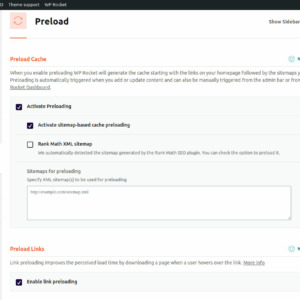 Theme support WP Rocket
Preload
Show Sidebar
Preload Cache
When you enable preloading WP Rocket will generate the cache starting with the links on your homepage followed by the sitemaps
Preloading is automatically triggered when you add or update content and can also be manually triggered from the admin bar or from
Rocket Dashboard.
Activate Preloading
Activate sitemap-based cache preloading
Rank Math XML sitemap
We automatically detected the sitemap generated by the Rank Math SEO plugin. You can check the option to preload it.
Sitemaps for preloading
Specify XML sitemap(s) to be used for preloading
http://example.com/sitemap.xml
Preload Links
Link preloading improves the perceived load time by downloading a page when a user hovers over the link. More info
Enable link preloading